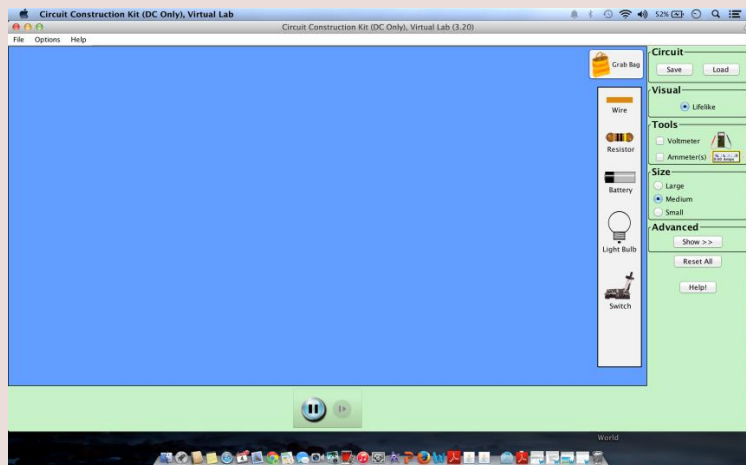 Circuit Construction Kit (DC Only), Virtual Lab
52%
Circuit Construction Kit (DC Only), Virtual Lab (3.20)
File Options Help
Grab Bag
Wire
Resistor
Battery
Light Bulb
Switch
Circuit
Save Load
Visual
Lifelike
Tools
Voltmeter
Ammeter(s)
Size
Large
Medium
Small
Advanced
Show >>
Reset All
Help!
World